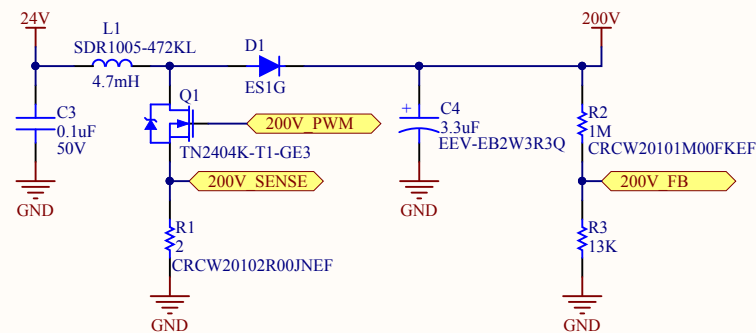 24V
L1
SDR1005-472KL
4.7mH
D1
ES1G
200V
C3
0.1uF
50V
GND
Q1
200V_PWM
TN2404K-T1-GE3
200V_SENSE
R1
2
CRCW20102R00JNEF
GND
+
C4
3.3uF
EEV-EB2W3R3Q
GND
R2
1M
CRCW20101M00FKEF
200V_FB
R3
13K
GND